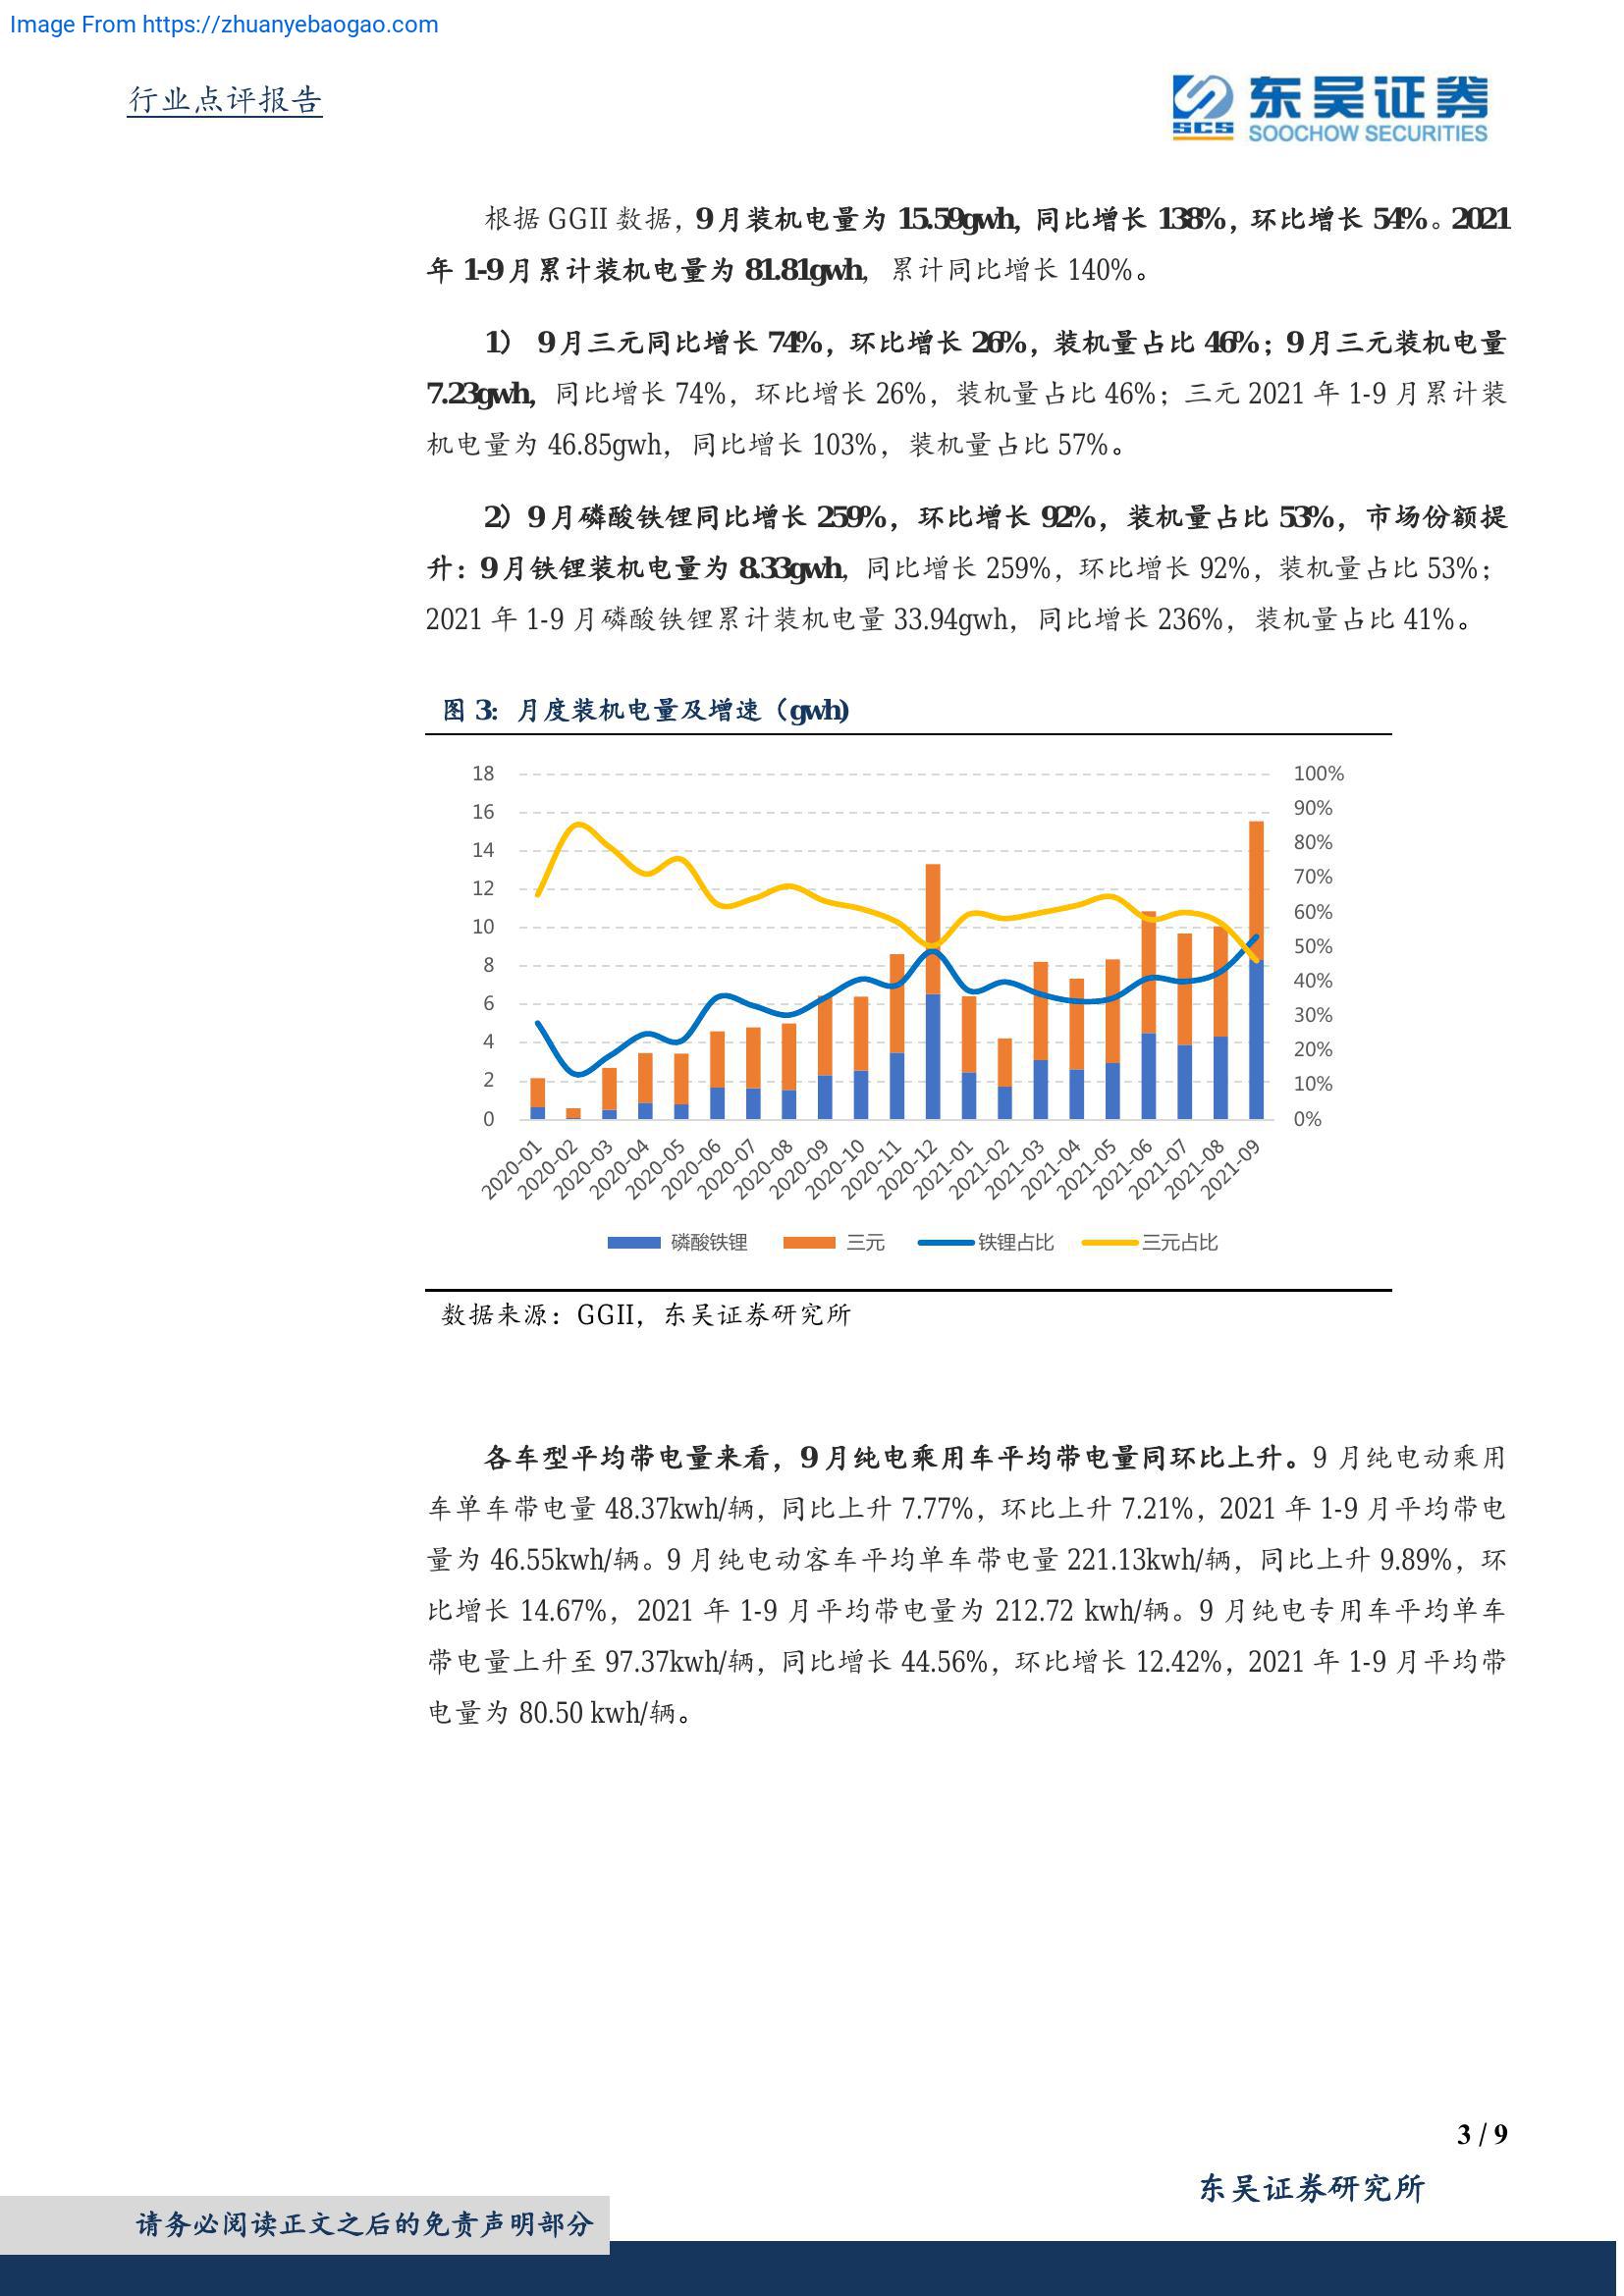 Image From https://zhuanyebaogao.com
行业点评报告
东吴证券
SCS
SOOCHOW SECURITIES
根据 GGII 数据，9月装机电量为 15.59gwh，同比增长 138%，环比增长 54%。2021
年 1-9月累计装机电量为 81.81gwh，累计同比增长 140%。
1） 9月三元同比增长 74%，环比增长 26%，装机量占比 46%；9月三元装机电量
7.23gwh，同比增长 74%，环比增长 26%，装机量占比 46%；三元 2021 年 1-9 月累计装
机电量为 46.85gwh，同比增长 103%，装机量占比 57%。
2）9月磷酸铁锂同比增长 259%，环比增长 92%，装机量占比 53%，市场份额提
升：9月铁锂装机电量为 8.33gwh，同比增长 259%，环比增长 92%，装机量占比 53%；
2021 年 1-9 月磷酸铁锂累计装机电量 33.94gwh，同比增长 236%，装机量占比 41%。
图 3：月度装机电量及增速（gwh)
18 100%
16 90%
14 80%
12 70%
10 60%
8 50%
6 40%
4 30%
2 20%
0 10%
0%
2020-01 2020-02 2020-03 2020-04 2020-05 2020-06 2020-07 2020-08 2020-09 2020-10 2020-11 2020-12 2021-01 2021-02 2021-03 2021-04 2021-05 2021-06 2021-07 2021-08 2021-09
磷酸铁锂 三元 铁锂占比 三元占比
数据来源：GGII，东吴证券研究所
各车型平均带电量来看，9 月纯电乘用车平均带电量同环比上升。9 月纯电动乘用
车单车带电量 48.37kwh/辆，同比上升 7.77%，环比上升 7.21%，2021 年 1-9 月平均带电
量为 46.55kwh/辆。9 月纯电动客车平均单车带电量 221.13kwh/辆，同比上升 9.89%，环
比增长 14.67%，2021 年 1-9 月平均带电量为 212.72 kwh/辆。9 月纯电专用车平均单车
带电量上升至 97.37kwh/辆，同比增长 44.56%，环比增长 12.42%，2021 年 1-9 月平均带
电量为 80.50 kwh/辆。
3 / 9
东吴证券研究所
请务必阅读正文之后的免责声明部分